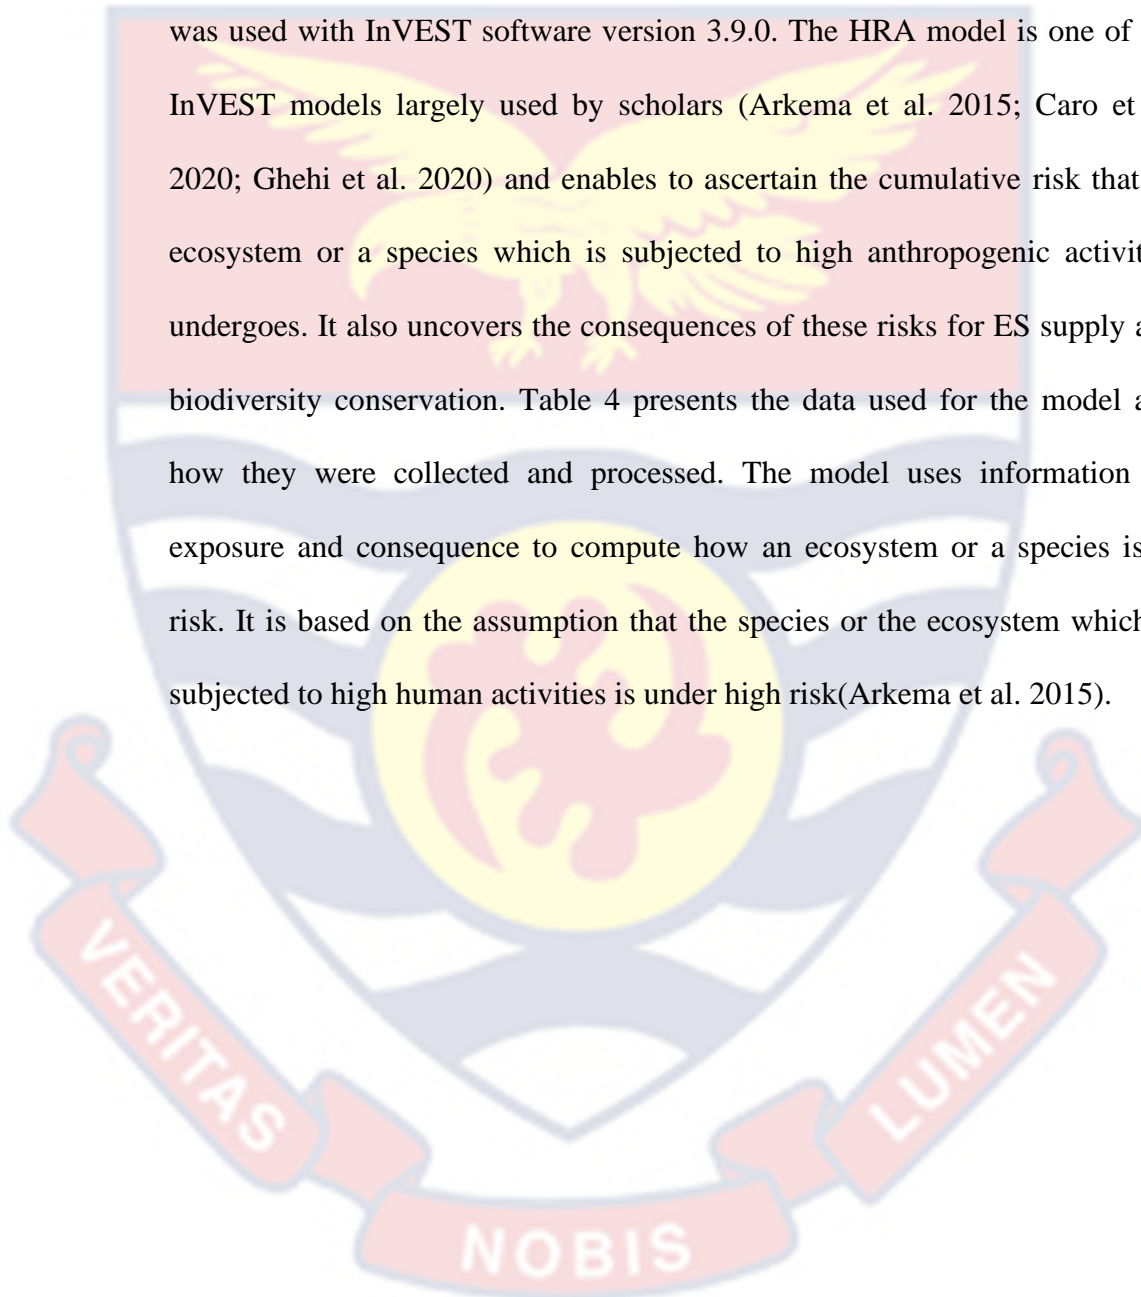 was used with InVEST software version 3.9.0. The HRA model is one of
InVEST models largely used by scholars (Arkema et al. 2015; Caro et
2020; Ghehi et al. 2020) and enables to ascertain the cumulative risk that
ecosystem or a species which is subjected to high anthropogenic activit
undergoes. It also uncovers the consequences of these risks for ES supply a
biodiversity conservation. Table 4 presents the data used for the model a
how they were collected and processed. The model uses information
exposure and consequence to compute how an ecosystem or a species is
risk. It is based on the assumption that the species or the ecosystem which
subjected to high human activities is under high risk(Arkema et al. 2015).
VERITAS
NOBIS
LUMEN